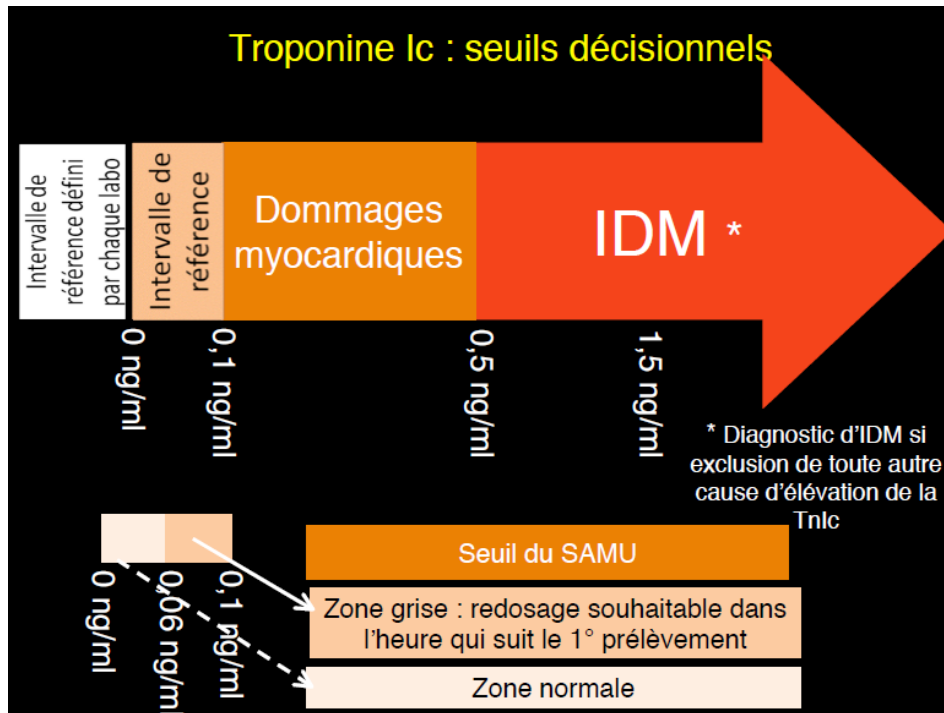 Troponine Ic : seuils décisionnels
Intervalle de
référence défini
par chaque labo
Intervalle de
référence
Dommages
myocardiques
IDM *
0 ng/ml
0,1 ng/ml
0,5 ng/ml
1,5 ng/ml
* Diagnostic d'IDM si
exclusion de toute autre
cause d'élévation de la
TnIc
0 ng/ml
0,06 ng/ml
0,1 ng/ml
Seuil du SAMU
Zone grise : redosage souhaitable dans
l'heure qui suit le 1° prélèvement
Zone normale